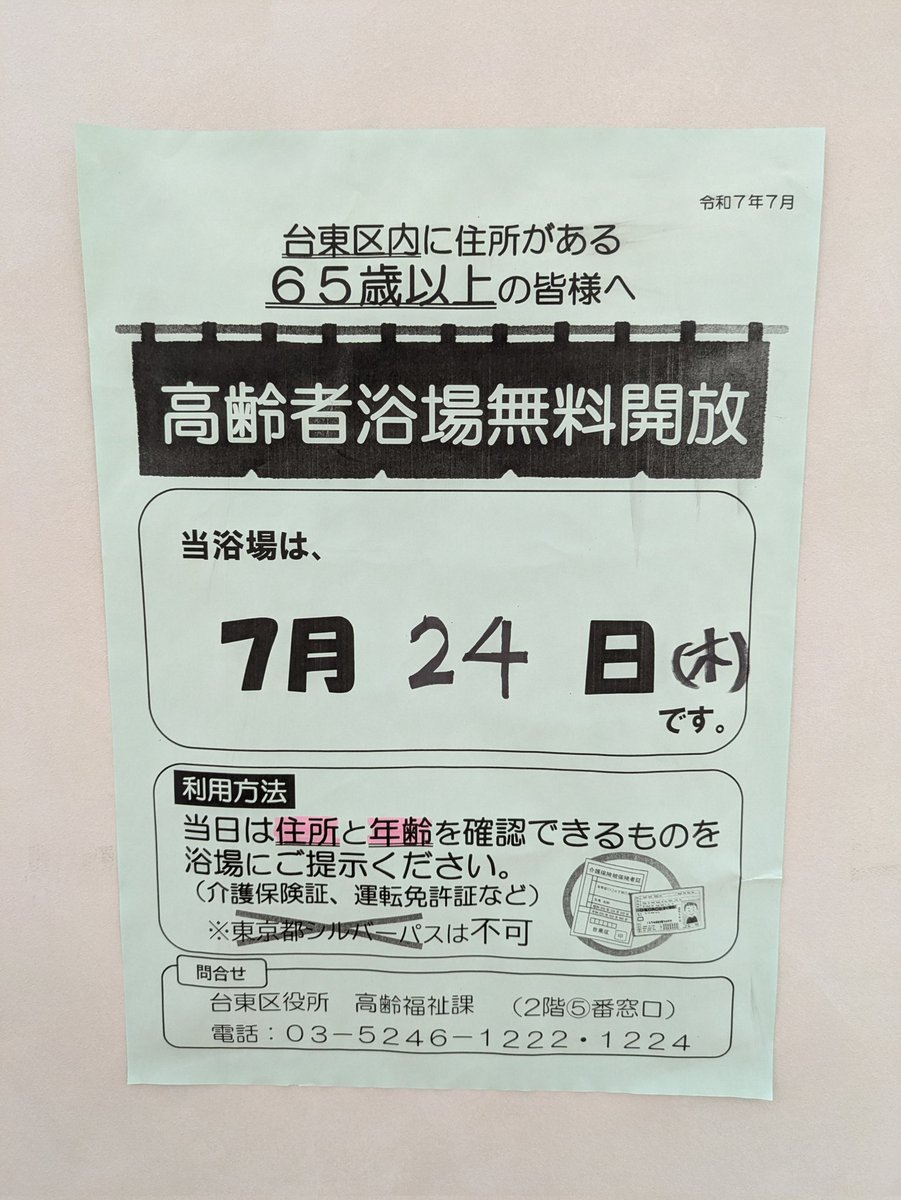 令和7年7月
台東区内に住所がある
65歳以上の皆様へ
高齢者浴場無料開放
当浴場は、
7月 24 日(木)
です。
利用方法
当日は住所と年齢を確認できるものを
浴場にご提示ください。
（介護保険証、運転免許証など）
※東京都シルバーパスは不可
介護保険被保険者証
台東区
問合せ
台東区役所 高齢福祉課 （2階⑤番窓口）
電話：03－5246－1222・1224